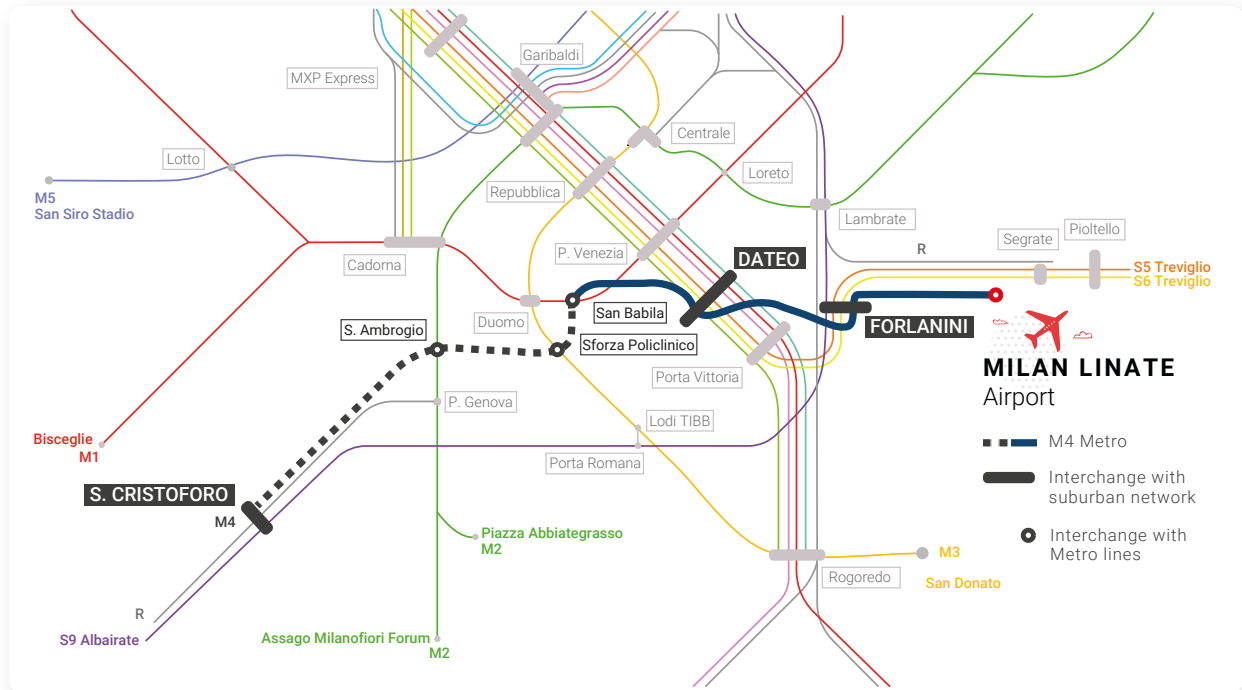 Garibaldi
MXP Express
Centrale
Lotto
Loreto
Repubblica
M5
San Siro Stadio
Lambrate
Pioltello
Segrate
R
P. Venezia
DATEO
Cadorna
S5 Treviglio
S6 Treviglio
San Babila
Duomo
S. Ambrogio
FORLANINI
Sforza Policlinico
MILAN LINATE
Airport
Porta Vittoria
P. Genova
Lodi TIBB
Bisceglie
M1
M4 Metro
Porta Romana
Interchange with
suburban network
S. CRISTOFORO
M4
Piazza Abbiategrasso
M2
Interchange with
Metro lines
M3
San Donato
Rogoredo
R
S9 Albairate
Assago Milanofiori Forum
M2